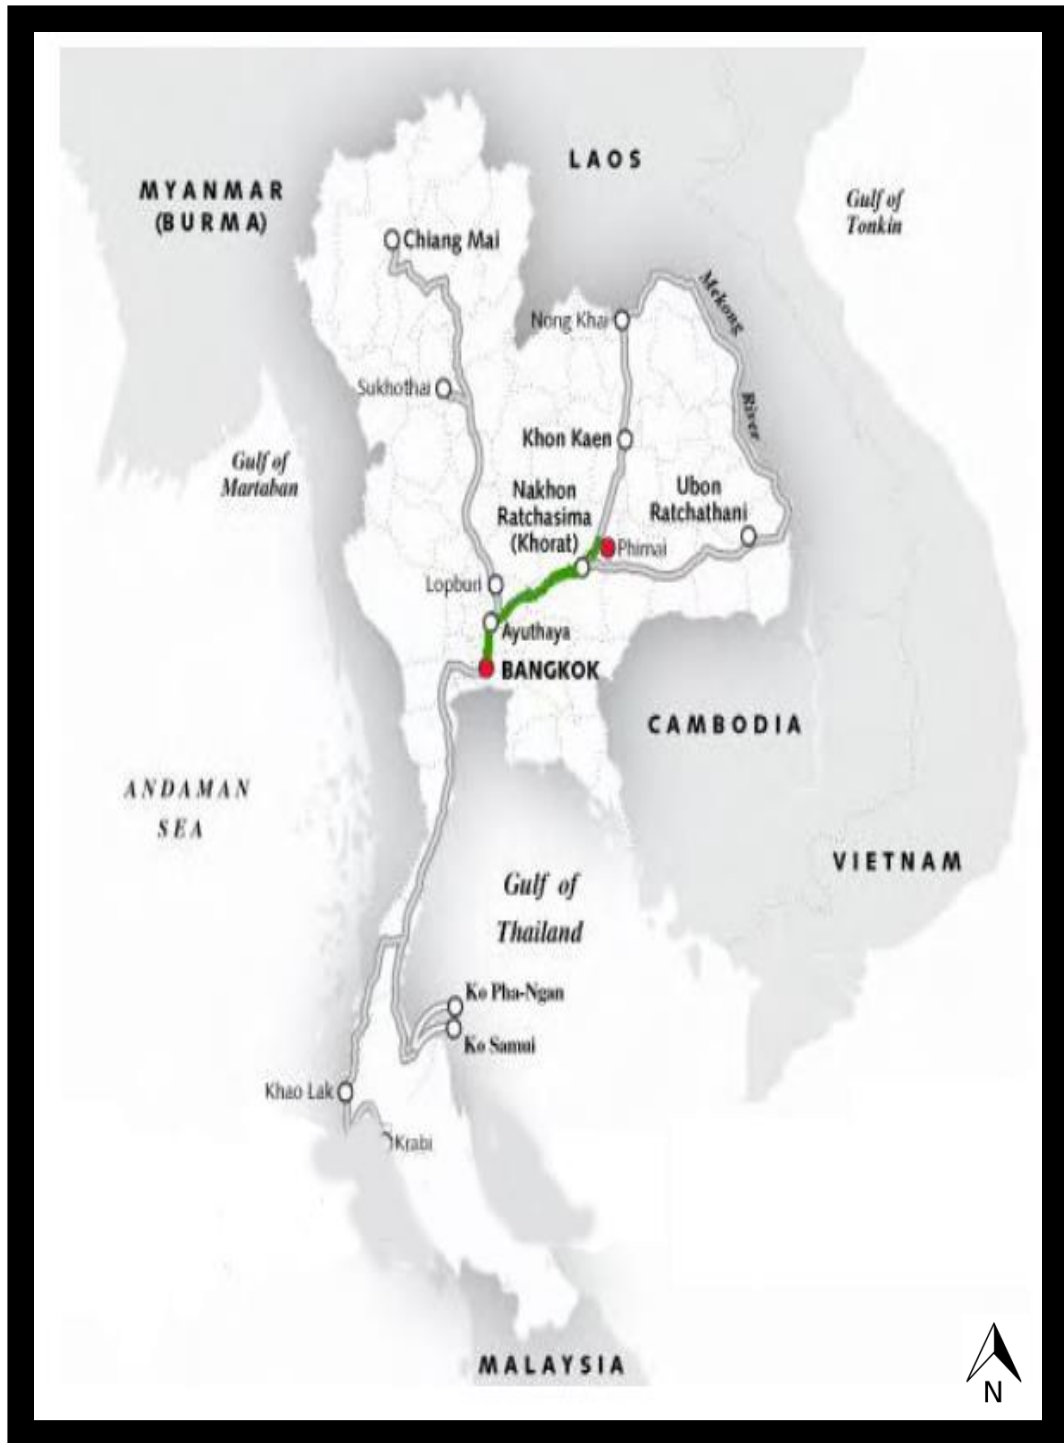 LAOS
MYANMAR
(BURMA)
Gulf of
Tonkin
Chiang Mai
Mekong
River
Nong Khai
Sukhothai
Khon Kaen
Gulf of
Martaban
Nakhon
Ratchasima
(Khorat)
Ubon
Ratchathani
Phimai
Lopburi
Ayuthaya
BANGKOK
CAMBODIA
ANDAMAN
SEA
VIETNAM
Gulf of
Thailand
Ko Pha-Ngan
Ko Samui
Khao Lak
Krabi
MALAYSIA
N